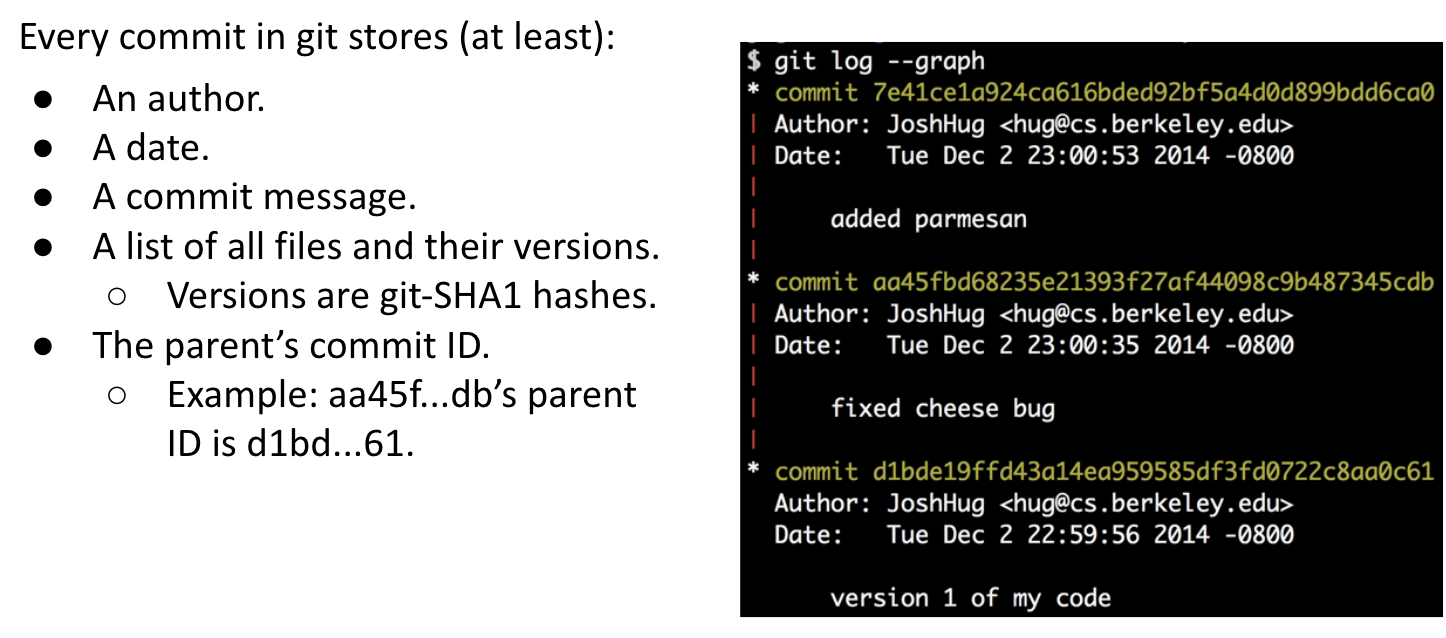 Every commit in git stores (at least):
● An author.
● A date.
● A commit message.
● A list of all files and their versions.
○ Versions are git-SHA1 hashes.
● The parent’s commit ID.
○ Example: aa45f...db’s parent
ID is d1bd...61.
$ git log --graph
* commit 7e41ce1a924ca616bded92bf5a4d0d899bdd6ca0
| Author: JoshHug <hug@cs.berkeley.edu>
| Date:   Tue Dec 2 23:00:53 2014 -0800
|
|     added parmesan
|
* commit aa45fbd68235e21393f27af44098c9b487345cdb
| Author: JoshHug <hug@cs.berkeley.edu>
| Date:   Tue Dec 2 23:00:35 2014 -0800
|
|     fixed cheese bug
|
* commit d1bde19ffd43a14ea959585df3fd0722c8aa0c61
Author: JoshHug <hug@cs.berkeley.edu>
Date:   Tue Dec 2 22:59:56 2014 -0800
version 1 of my code